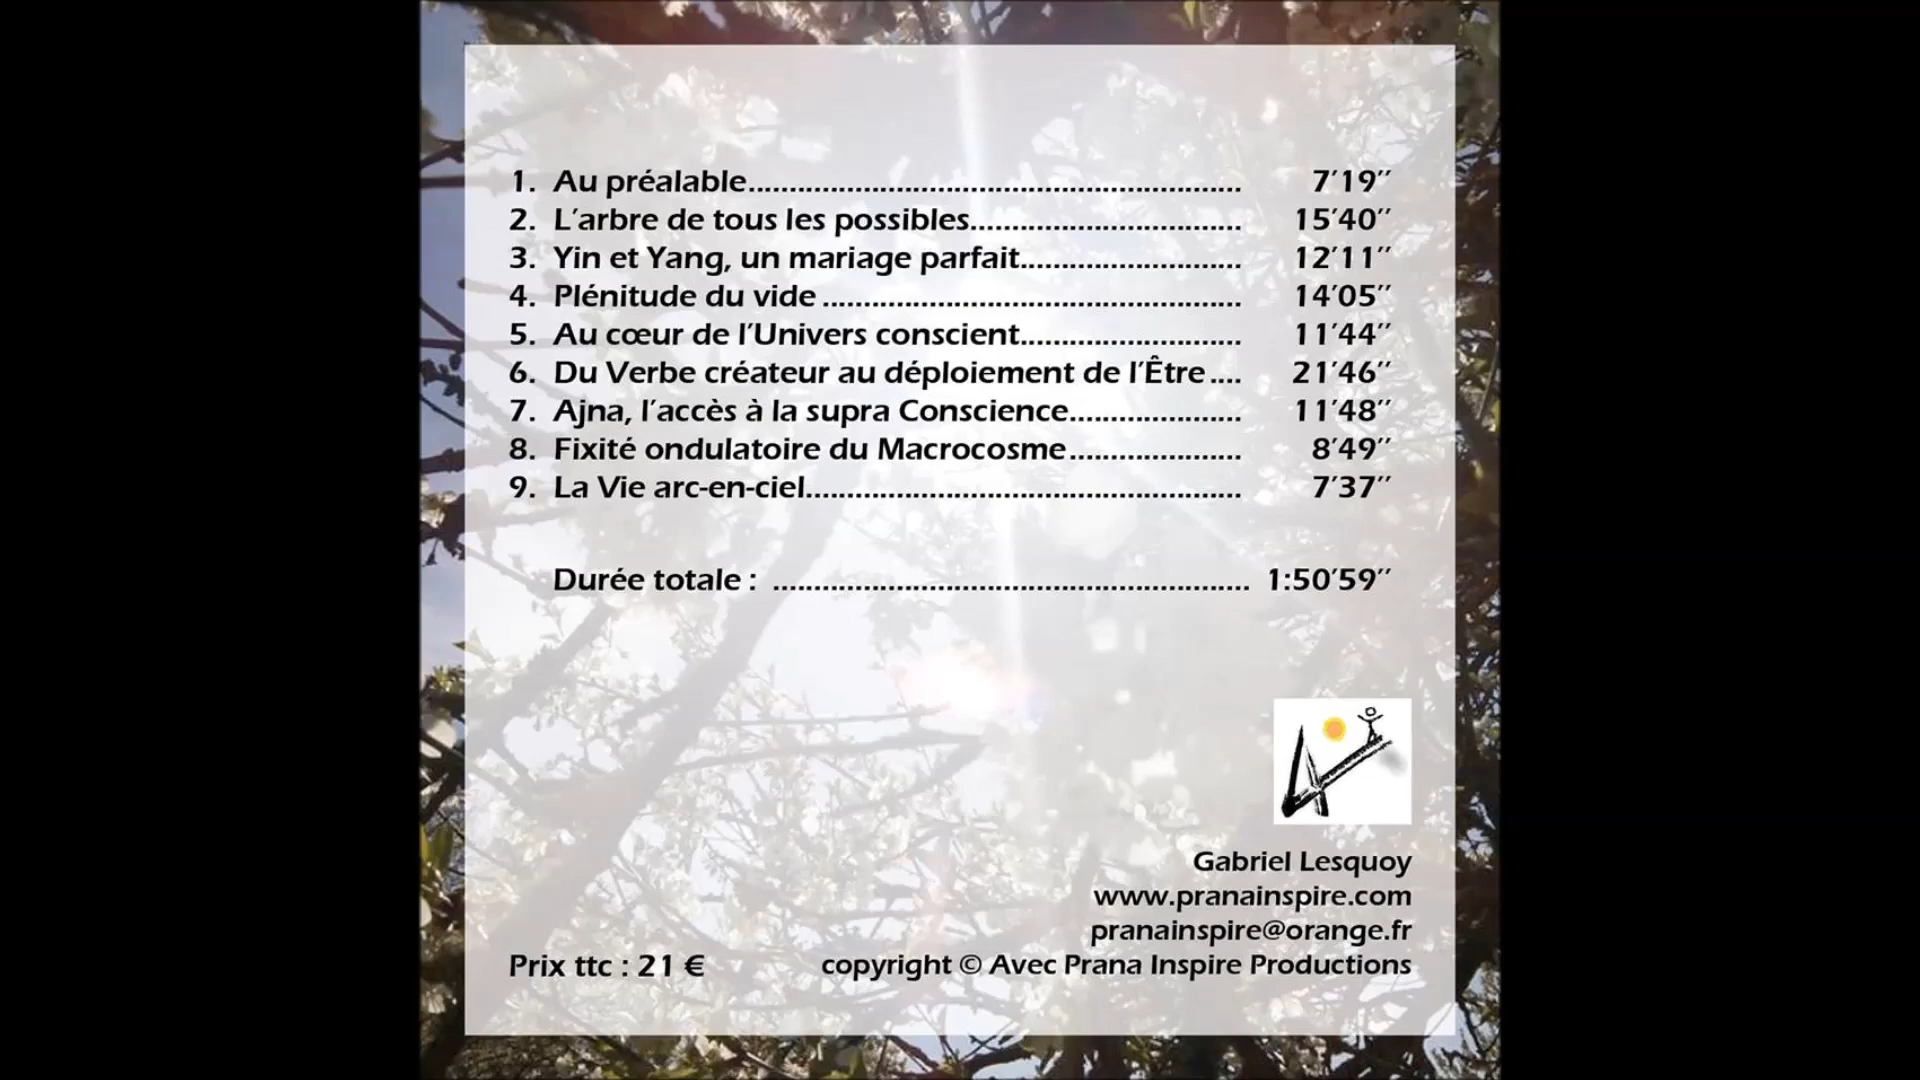 1. Au préalable............................................................ 7’19’’
2. L’arbre de tous les possibles................................. 15’40’’
3. Yin et Yang, un mariage parfait........................... 12’11’’
4. Plénitude du vide ................................................... 14’05’’
5. Au cœur de l’Univers conscient........................... 11’44’’
6. Du Verbe créateur au déploiement de l’Être .... 21’46’’
7. Ajna, l’accès à la supra Conscience..................... 11’48’’
8. Fixité ondulatoire du Macrocosme..................... 8’49’’
9. La Vie arc-en-ciel..................................................... 7’37’’
Durée totale : .......................................................... 1:50’59’’
Gabriel Lesquoy
www.pranainspire.com
pranainspire@orange.fr
Prix ttc : 21 € copyright © Avec Prana Inspire Productions